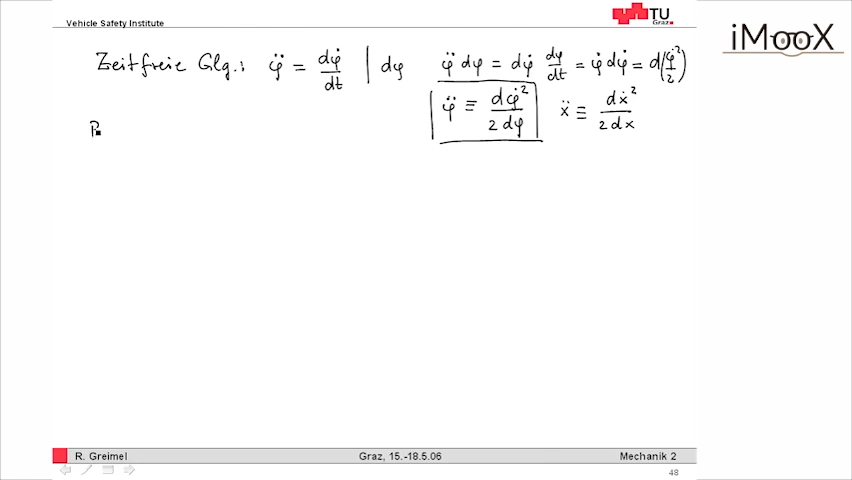 Vehicle Safety Institute
TU Graz
iMooX
Zeitfreie Glg.: φ̈ = dφ̇/dt | dφ φ̈ dφ = dφ̇ dφ/dt = φ̇ dφ̇ = d(φ̇²/2)
φ̈ ≡ dφ̇²/2dφ ẍ ≡ dẋ²/2dx
R. Greimel Graz, 15.-18.5.06 Mechanik 2
48